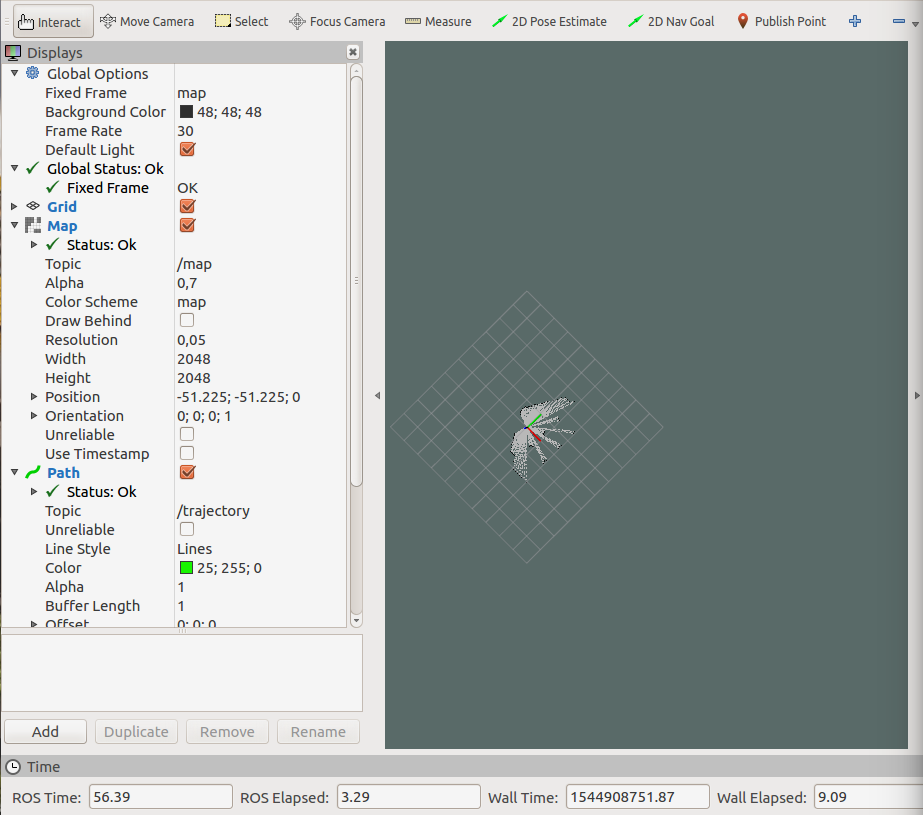 Interact Move Camera Select Focus Camera Measure 2D Pose Estimate 2D Nav Goal Publish Point
Displays
Global Options
Fixed Frame map
Background Color 48; 48; 48
Frame Rate 30
Default Light
Global Status: Ok
Fixed Frame OK
Grid
Map
Status: Ok
Topic /map
Alpha 0,7
Color Scheme map
Draw Behind
Resolution 0,05
Width 2048
Height 2048
Position -51.225; -51.225; 0
Orientation 0; 0; 0; 1
Unreliable
Use Timestamp
Path
Status: Ok
Topic /trajectory
Unreliable
Line Style Lines
Color 25; 255; 0
Alpha 1
Buffer Length 1
Offset 0; 0; 0
Add Duplicate Remove Rename
Time
ROS Time: 56.39 ROS Elapsed: 3.29 Wall Time: 1544908751.87 Wall Elapsed: 9.09